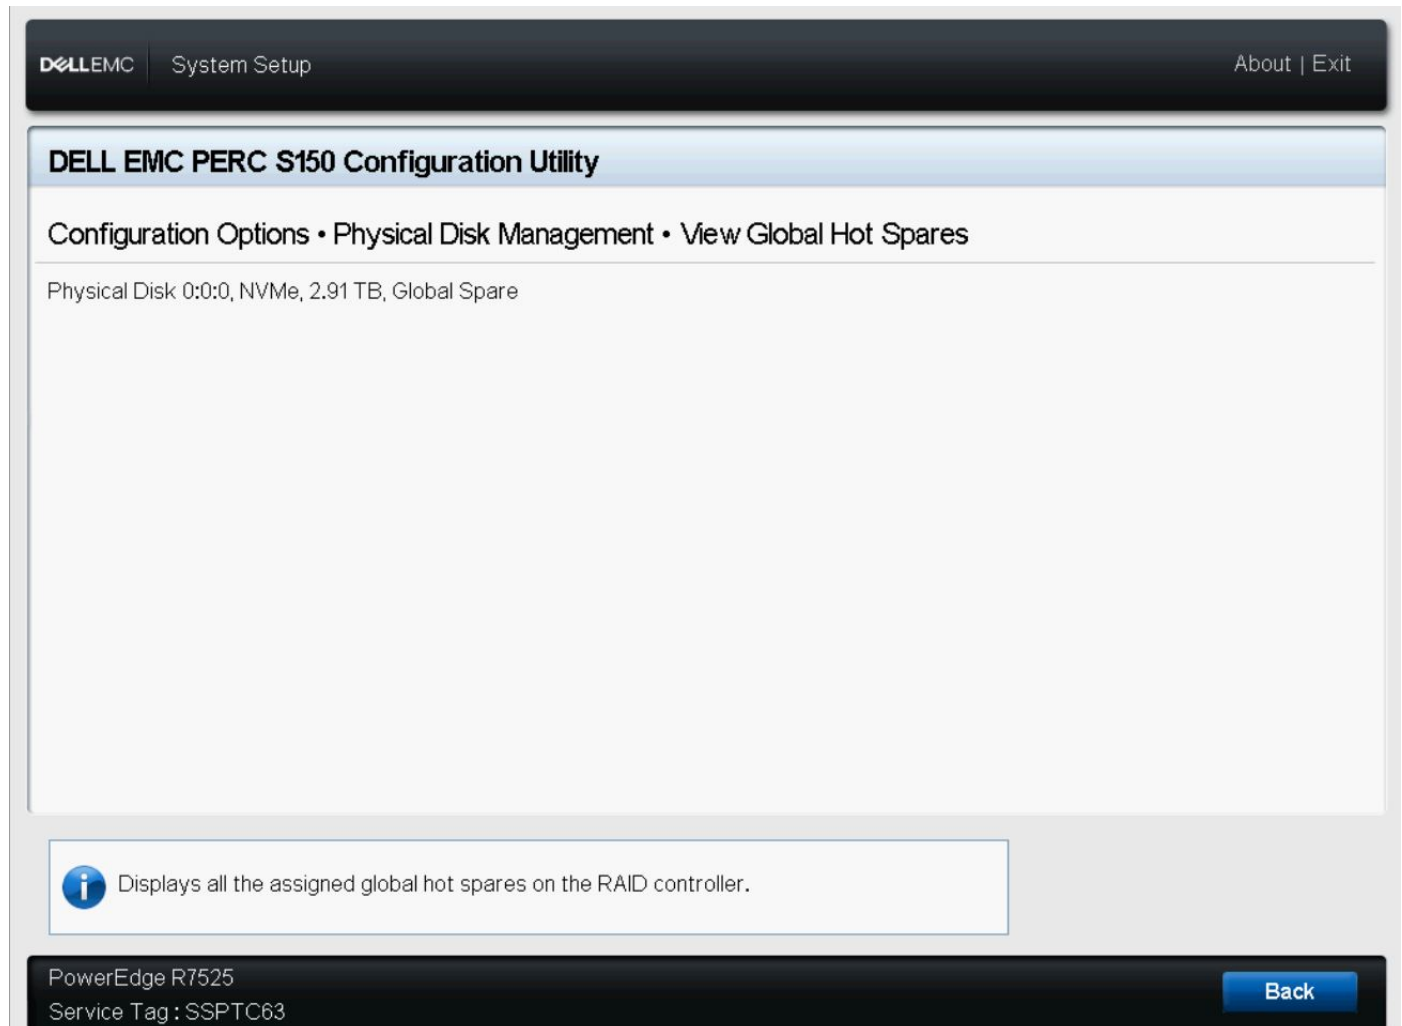 DELLEMC System Setup About | Exit
DELL EMC PERC S150 Configuration Utility
Configuration Options • Physical Disk Management • View Global Hot Spares
Physical Disk 0:0:0, NVMe, 2.91 TB, Global Spare
Displays all the assigned global hot spares on the RAID controller.
PowerEdge R7525
Service Tag : SSPTC63
Back